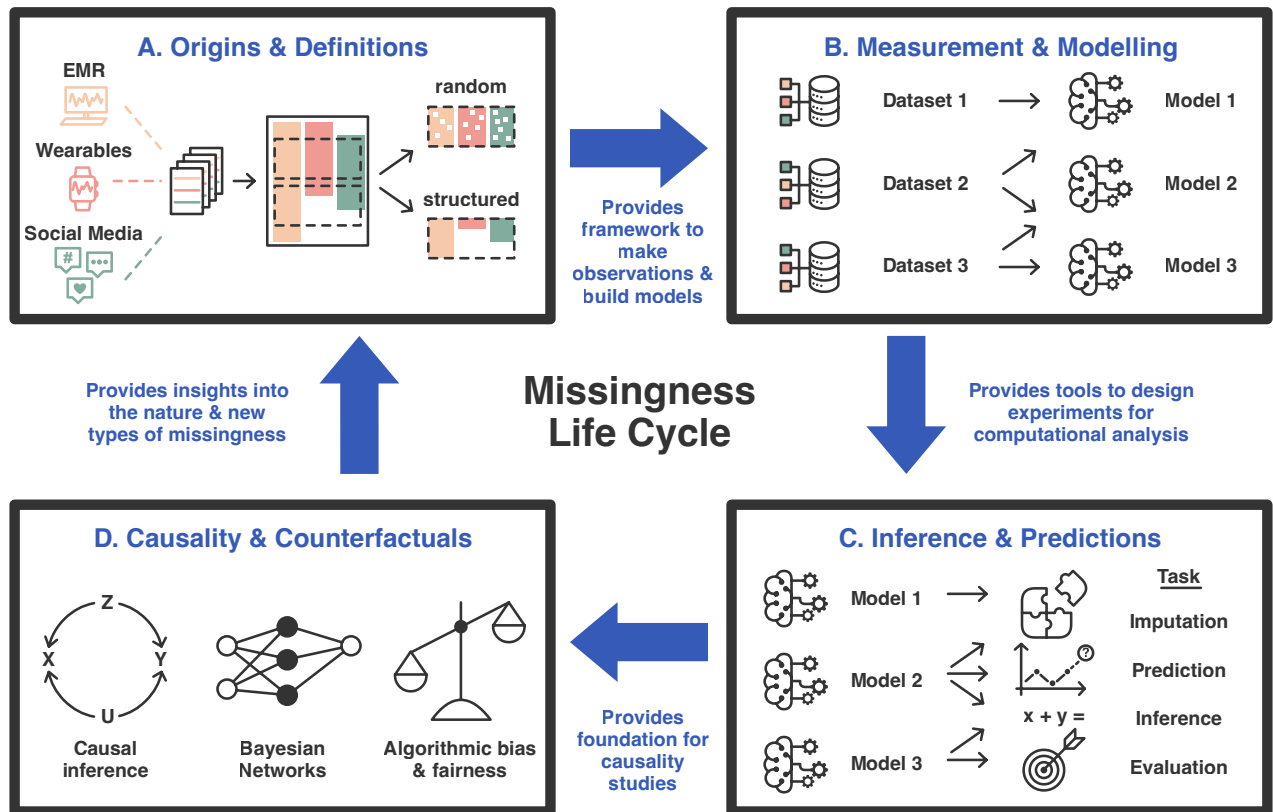 A. Origins & Definitions
EMR
Wearables
Social Media
#
random
structured
Provides
framework to
make
observations &
build models
B. Measurement & Modelling
Dataset 1
Model 1
Dataset 2
Model 2
Dataset 3
Model 3
Provides insights into
the nature & new
types of missingness
Missingness
Life Cycle
Provides tools to design
experiments for
computational analysis
D. Causality & Counterfactuals
Z
X
Y
U
Causal
inference
Bayesian
Networks
Algorithmic bias
& fairness
Provides
foundation for
causality
studies
C. Inference & Predictions
Task
Model 1
Imputation
?
Model 2
Prediction
x + y =
Inference
Model 3
Evaluation